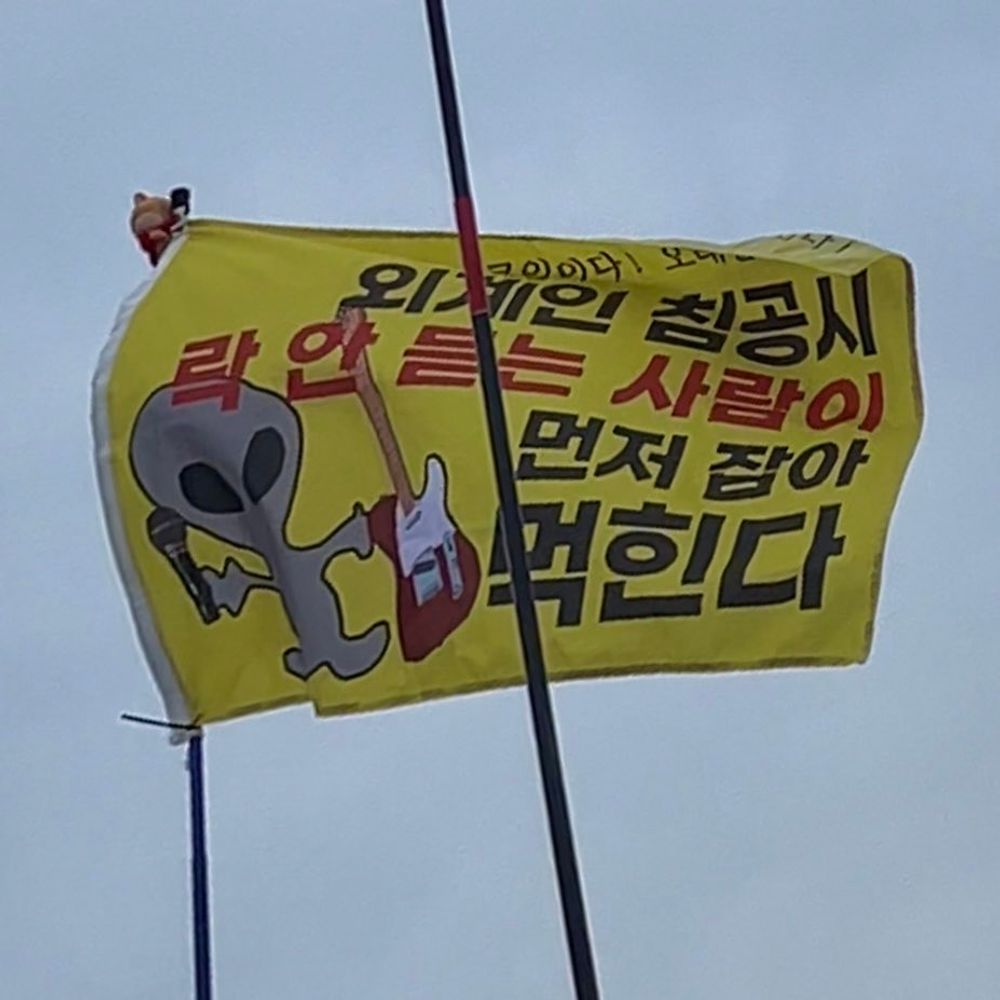 외계인 침공시
락 안 듣는 사람이
먼저 잡아
먹힌다